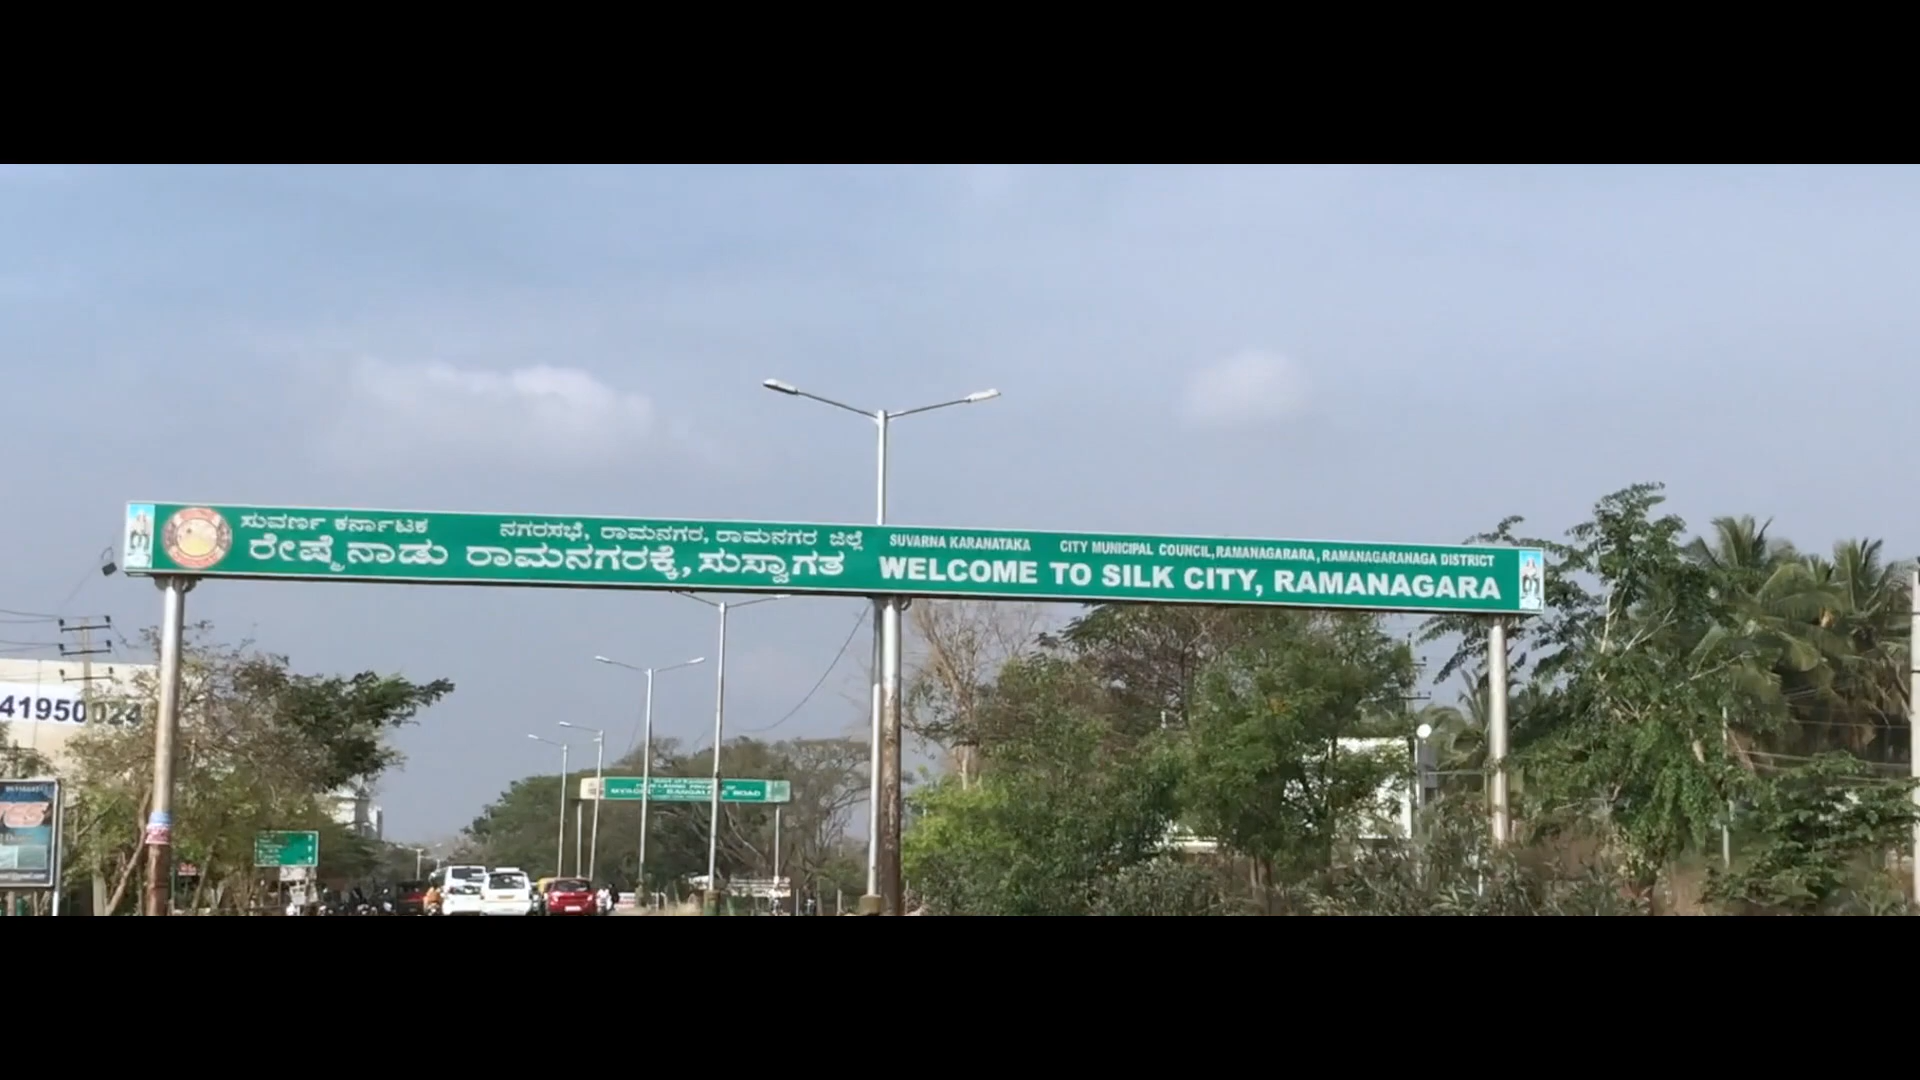 ಸುವರ್ಣ ಕರ್ನಾಟಕ ನಗರಸಭೆ, ರಾಮನಗರ, ರಾಮನಗರ ಜಿಲ್ಲೆ
ರೇಷ್ಮೆನಾಡು ರಾಮನಗರಕ್ಕೆ, ಸುಸ್ವಾಗತ
SUVARNA KARANATAKA CITY MUNICIPAL COUNCIL, RAMANAGARARA, RAMANAGARANAGA DISTRICT
WELCOME TO SILK CITY, RAMANAGARA
41950024
ROAD